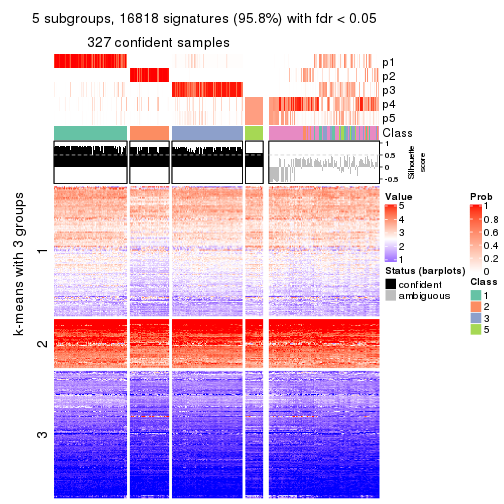 5 subgroups, 16818 signatures (95.8%) with fdr < 0.05
327 confident samples
p1
p2
p3
p4
p5
Class
1
0.5
0
-0.5
Silhouette
score
k-means with 3 groups
1
2
3
Value
5
4
3
2
1
Status (barplots)
confident
ambiguous
Prob
1
0.8
0.6
0.4
0.2
0
Class
1
2
3
5